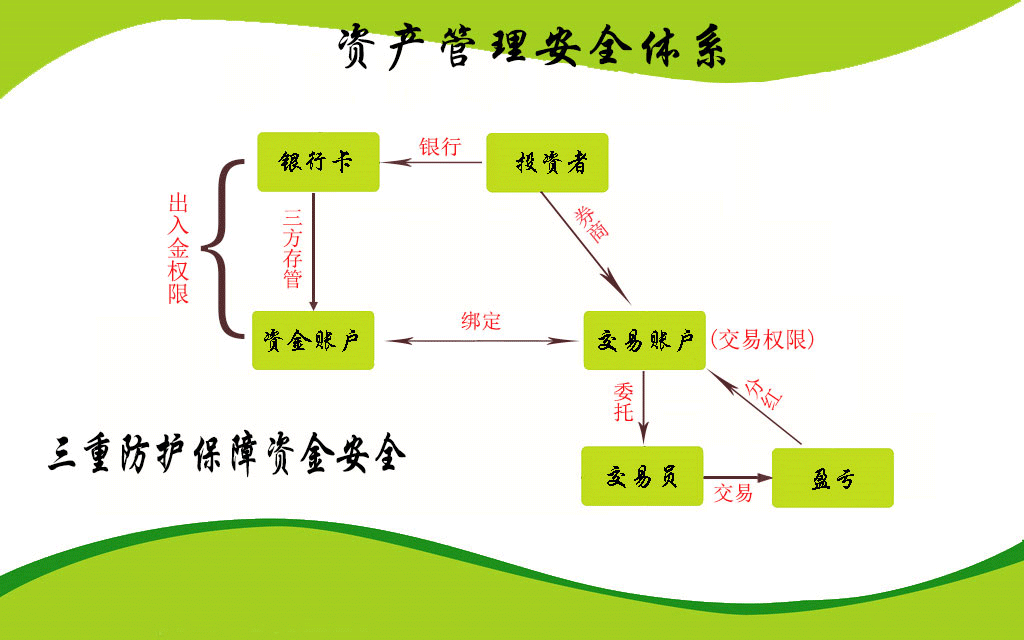 资产管理安全体系
银行卡
银行
投资者
出入金权限
三方存管
券商
资金账户
绑定
交易账户
(交易权限)
委托
分红
三重防护保障资金安全
交易员
交易
盈亏